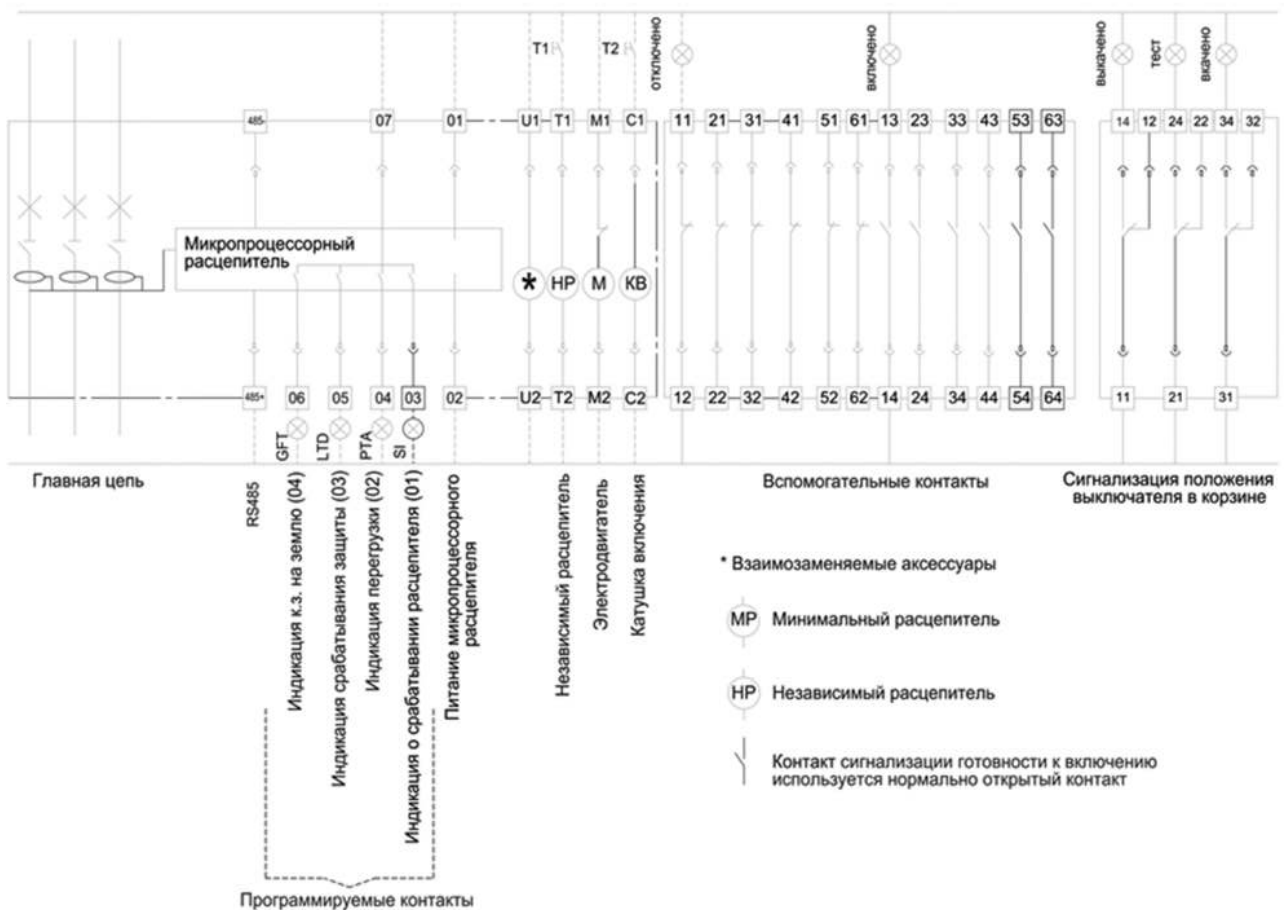 T1 T2 отключено включено выкачено тест вкачено
485- 07 01 U1 T1 M1 C1 11 21 31 41 51 61 13 23 33 43 53 63 14 12 24 22 34 32
Микропроцессорный
расцепитель
* НР М КВ
485+ 06 05 04 03 02 U2 T2 M2 C2 12 22 32 42 52 62 14 24 34 44 54 64 11 21 31
GFT LTD PTA SI
Главная цепь
RS485
Индикация к.з. на землю (04)
Индикация срабатывания защиты (03)
Индикация перегрузки (02)
Индикация о срабатывании расцепителя (01)
Питание микропроцессорного
расцепителя
Независимый расцепитель
Электродвигатель
Катушка включения
Вспомогательные контакты
Сигнализация положения
выключателя в корзине
* Взаимозаменяемые аксессуары
МР Минимальный расцепитель
НР Независимый расцепитель
Контакт сигнализации готовности к включению
используется нормально открытый контакт
Программируемые контакты